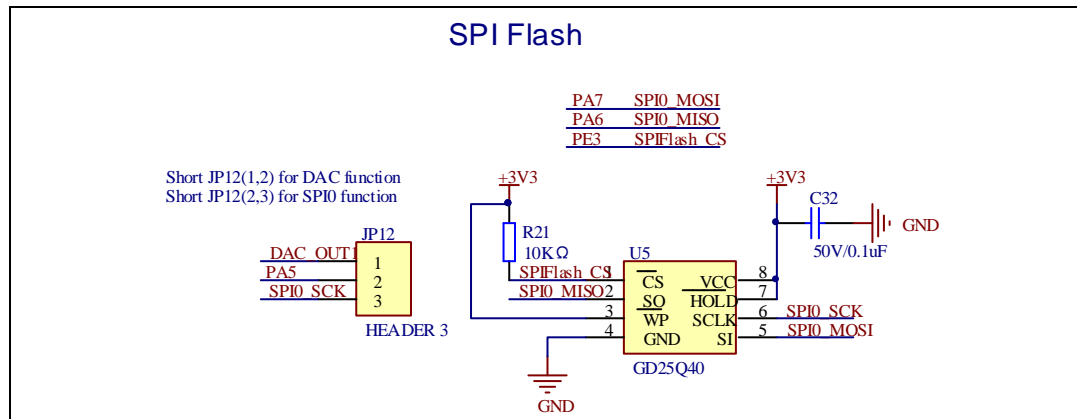 SPI Flash
PA7 SPI0_MOSI
PA6 SPI0_MISO
PE3 SPIFlash_CS
Short JP12(1,2) for DAC function
Short JP12(2,3) for SPI0 function
JP12
DAC_OUT1 1
PA5 2
SPI0_SCK 3
HEADER 3
+3V3
R21
10KΩ
+3V3
C32
50V/0.1uF
GND
U5
SPIFlash_CS 1 CS VCC 8
SPI0_MISO 2 SO HOLD 7
3 WP SCLK 6 SPI0_SCK
4 GND SI 5 SPI0_MOSI
GD25Q40
GND